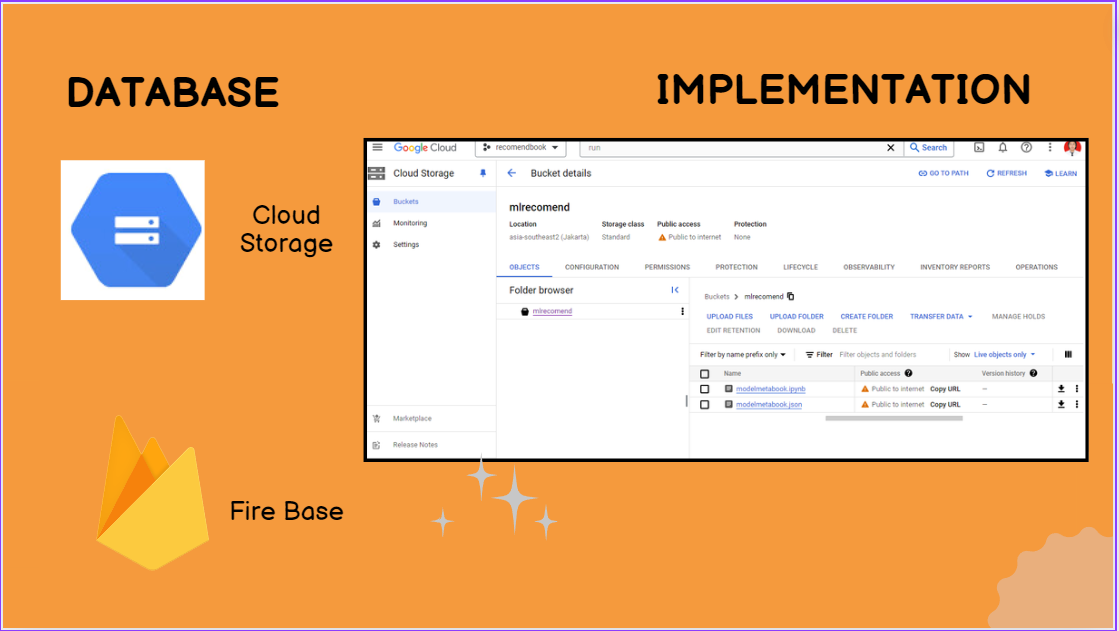 DATABASE
IMPLEMENTATION
Cloud
Storage
Fire Base
Google Cloud
recomendbook
run
Search
Cloud Storage
Bucket details
GO TO PATH
REFRESH
LEARN
Buckets
Monitoring
Settings
Marketplace
Release Notes
mlrecomend
Location Storage class Public access Protection
asia-southeast2 (Jakarta) Standard Public to internet None
OBJECTS CONFIGURATION PERMISSIONS PROTECTION LIFECYCLE OBSERVABILITY INVENTORY REPORTS OPERATIONS
Folder browser
mlrecomend
Buckets > mlrecomend
UPLOAD FILES UPLOAD FOLDER CREATE FOLDER TRANSFER DATA MANAGE HOLDS
EDIT RETENTION DOWNLOAD DELETE
Filter by name prefix only Filter Filter objects and folders Show Live objects only
Name Public access Version history
modelmetabook.ipynb Public to internet Copy URL –
modelmetabook.json Public to internet Copy URL –